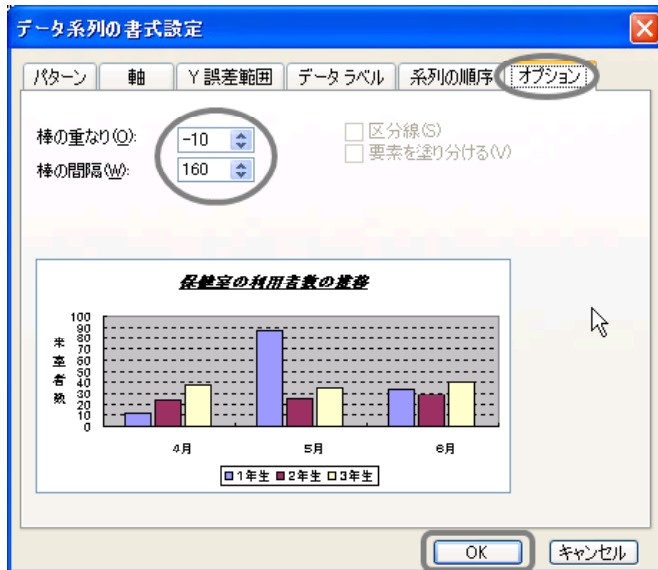 データ系列の書式設定
パターン 軸 Y 誤差範囲 データ ラベル 系列の順序 オプション
棒の重なり(O): -10 区分線(S)
棒の間隔(W): 160 要素を塗り分ける(V)
保健室の利用者数の推移
来室者数
100
90
80
70
60
50
40
30
20
10
0
4月 5月 6月
1年生 2年生 3年生
OK キャンセル